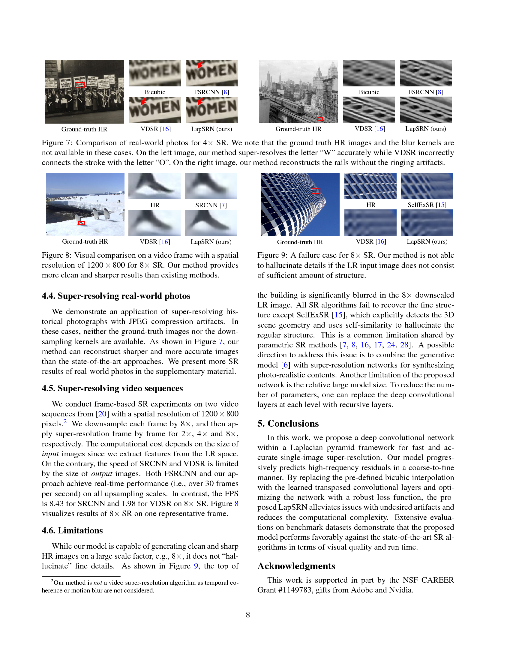 WOMEN WOMEN
Bicubic FSRCNN [8]
WOMEN WOMEN
Ground-truth HR VDSR [16] LapSRN (ours)
Bicubic FSRCNN [8]
Ground-truth HR VDSR [16] LapSRN (ours)
Figure 7: Comparison of real-world photos for 4× SR. We note that the ground truth HR images and the blur kernels are
not available in these cases. On the left image, our method super-resolves the letter "W" accurately while VDSR incorrectly
connects the stroke with the letter "O". On the right image, our method reconstructs the rails without the ringing artifacts.
HR SRCNN [7]
Ground-truth HR VDSR [16] LapSRN (ours)
Figure 8: Visual comparison on a video frame with a spatial
resolution of 1200 × 800 for 8× SR. Our method provides
more clean and sharper results than existing methods.
4.4. Super-resolving real-world photos
We demonstrate an application of super-resolving his-
torical photographs with JPEG compression artifacts. In
these cases, neither the ground-truth images nor the down-
sampling kernels are available. As shown in Figure 7, our
method can reconstruct sharper and more accurate images
than the state-of-the-art approaches. We present more SR
results of real-world photos in the supplementary material.
4.5. Super-resolving video sequences
We conduct frame-based SR experiments on two video
sequences from [20] with a spatial resolution of 1200 × 800
pixels.² We downsample each frame by 8×, and then ap-
ply super-resolution frame by frame for 2×, 4× and 8×,
respectively. The computational cost depends on the size of
input images since we extract features from the LR space.
On the contrary, the speed of SRCNN and VDSR is limited
by the size of output images. Both FSRCNN and our ap-
proach achieve real-time performance (i.e., over 30 frames
per second) on all upsampling scales. In contrast, the FPS
is 8.43 for SRCNN and 1.98 for VDSR on 8× SR. Figure 8
visualizes results of 8× SR on one representative frame.
4.6. Limitations
While our model is capable of generating clean and sharp
HR images on a large scale factor, e.g., 8×, it does not "hal-
lucinate" fine details. As shown in Figure 9, the top of
²Our method is not a video super-resolution algorithm as temporal co-
herence or motion blur are not considered.
HR SelfExSR [15]
Ground-truth HR VDSR [16] LapSRN (ours)
Figure 9: A failure case for 8× SR. Our method is not able
to hallucinate details if the LR input image does not consist
of sufficient amount of structure.
the building is significantly blurred in the 8× downscaled
LR image. All SR algorithms fail to recover the fine struc-
ture except SelfExSR [15], which explicitly detects the 3D
scene geometry and uses self-similarity to hallucinate the
regular structure. This is a common limitation shared by
parametric SR methods [7, 8, 16, 17, 24, 28]. A possible
direction to address this issue is to combine the generative
model [6] with super-resolution networks for synthesizing
photo-realistic contents. Another limitation of the proposed
network is the relative large model size. To reduce the num-
ber of parameters, one can replace the deep convolutional
layers at each level with recursive layers.
5. Conclusions
In this work, we propose a deep convolutional network
within a Laplacian pyramid framework for fast and ac-
curate single-image super-resolution. Our model progres-
sively predicts high-frequency residuals in a coarse-to-fine
manner. By replacing the pre-defined bicubic interpolation
with the learned transposed convolutional layers and opti-
mizing the network with a robust loss function, the pro-
posed LapSRN alleviates issues with undesired artifacts and
reduces the computational complexity. Extensive evalua-
tions on benchmark datasets demonstrate that the proposed
model performs favorably against the state-of-the-art SR al-
gorithms in terms of visual quality and run time.
Acknowledgments
This work is supported in part by the NSF CAREER
Grant #1149783, gifts from Adobe and Nvidia.
8